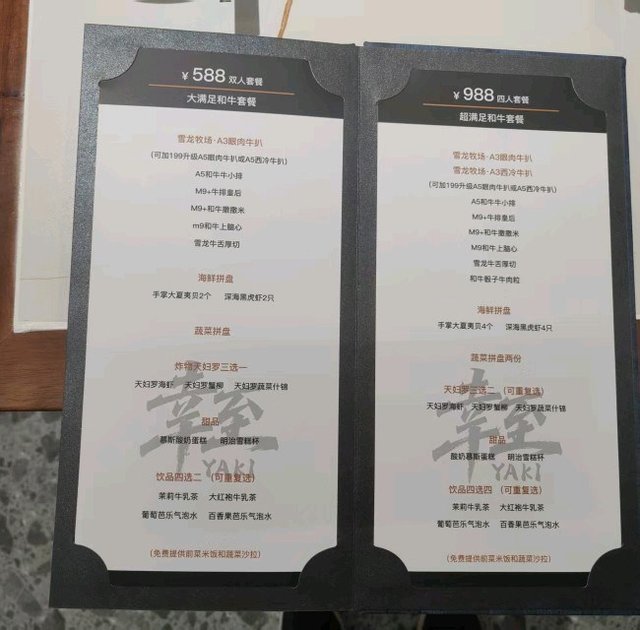 ¥ 588 双人套餐
大满足和牛套餐
雪龙牧场·A3眼肉牛扒
(可加199升级A5眼肉牛扒或A5西冷牛扒)
A5和牛牛小排
M9+牛排皇后
M9+和牛嫩撒米
m9和牛上脑心
雪龙牛舌厚切
海鲜拼盘
手掌大夏夷贝2个 深海黑虎虾2只
蔬菜拼盘
炸物天妇罗三选一
天妇罗海虾 天妇罗蟹柳 天妇罗蔬菜什锦
甜品
慕斯酸奶蛋糕 明治雪糕杯
饮品四选二 (可重复选)
茉莉牛乳茶 大红袍牛乳茶
葡萄芭乐气泡水 百香果芭乐气泡水
(免费提供前菜米饭和蔬菜沙拉)
幸至
YAKI
¥ 988 四人套餐
超满足和牛套餐
雪龙牧场·A3眼肉牛扒
雪龙牧场·A3西冷牛扒
(可加199升级A5眼肉牛扒或A5西冷牛扒)
A5和牛牛小排
M9+牛排皇后
M9+和牛嫩撒米
M9和牛上脑心
雪龙牛舌厚切
和牛骰子牛肉粒
海鲜拼盘
手掌大夏夷贝4个 深海黑虎虾4只
蔬菜拼盘两份
天妇罗三选二 (可重复选)
天妇罗海虾 天妇罗蟹柳 天妇罗蔬菜什锦
甜品
酸奶慕斯蛋糕 明治雪糕杯
饮品四选四 (可重复选)
茉莉牛乳茶 大红袍牛乳茶
葡萄芭乐气泡水 百香果芭乐气泡水
(免费提供前菜米饭和蔬菜沙拉)
幸至
YAKI